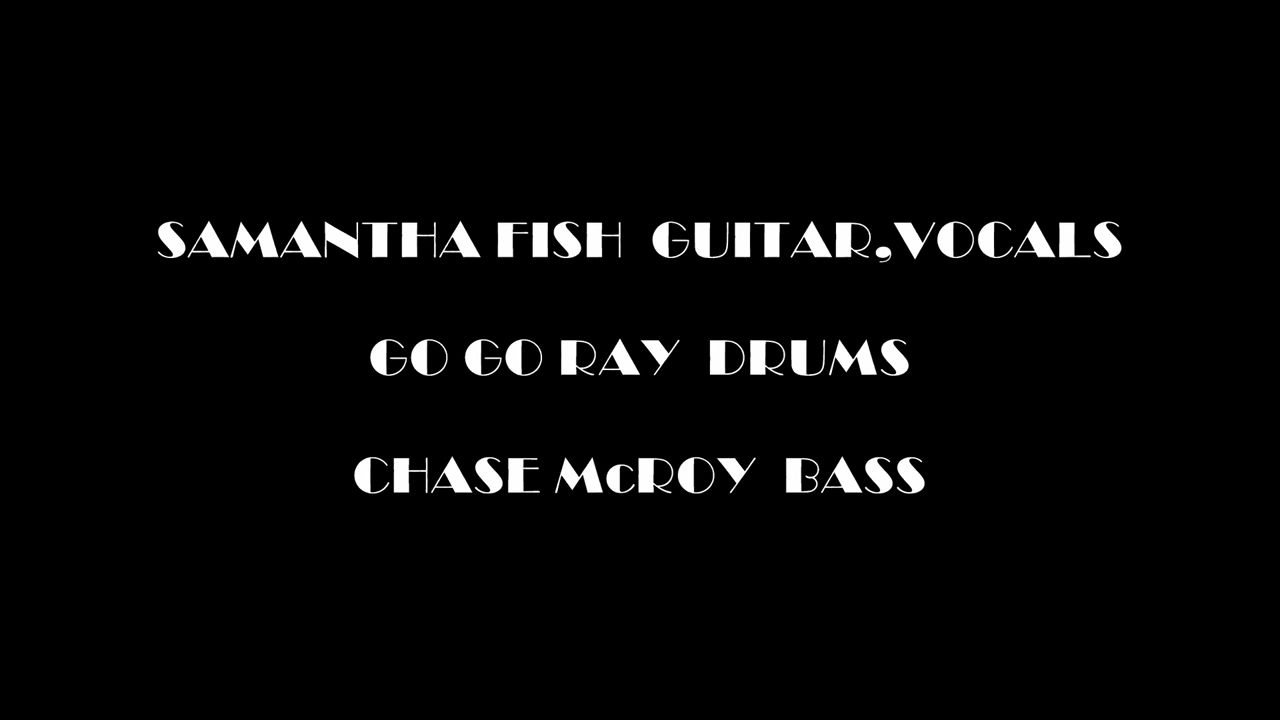 SAMANTHA FISH GUITAR,VOCALS
GO GO RAY DRUMS
CHASE McROY BASS